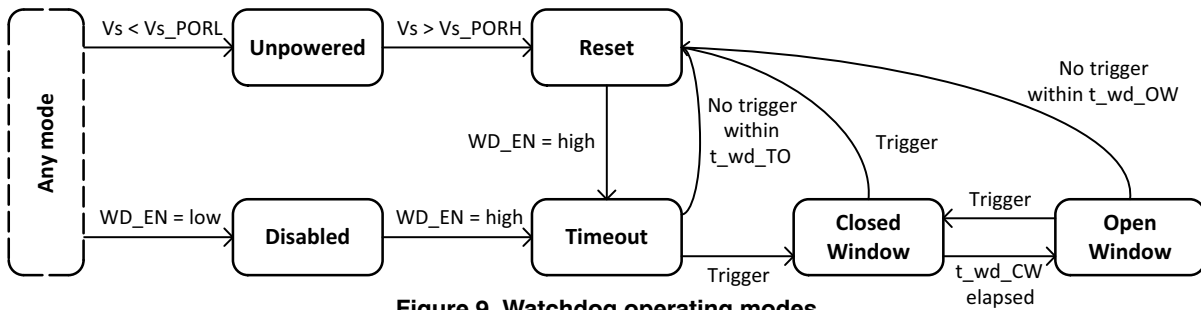 Any mode
Vs < Vs_PORL
Unpowered
Vs > Vs_PORH
Reset
No trigger
within t_wd_OW
No trigger
within
t_wd_TO
WD_EN = high
Trigger
WD_EN = low
Disabled
WD_EN = high
Timeout
Trigger
Closed
Window
Trigger
t_wd_CW
elapsed
Open
Window
Figure 9. Watchdog operating modes